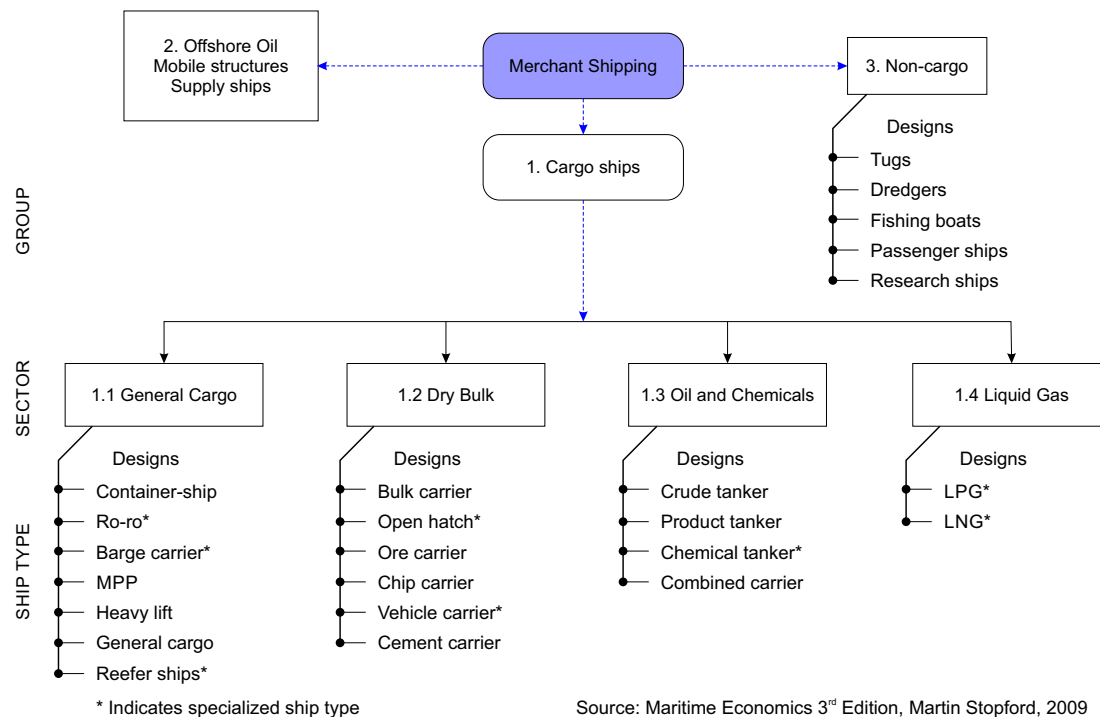 2. Offshore Oil
Mobile structures
Supply ships
Merchant Shipping
3. Non-cargo
Designs
Tugs
Dredgers
Fishing boats
Passenger ships
Research ships
1. Cargo ships
GROUP
SECTOR
1.1 General Cargo
1.2 Dry Bulk
1.3 Oil and Chemicals
1.4 Liquid Gas
SHIP TYPE
Designs
Container-ship
Ro-ro*
Barge carrier*
MPP
Heavy lift
General cargo
Reefer ships*
Designs
Bulk carrier
Open hatch*
Ore carrier
Chip carrier
Vehicle carrier*
Cement carrier
Designs
Crude tanker
Product tanker
Chemical tanker*
Combined carrier
Designs
LPG*
LNG*
* Indicates specialized ship type
Source: Maritime Economics 3rd Edition, Martin Stopford, 2009